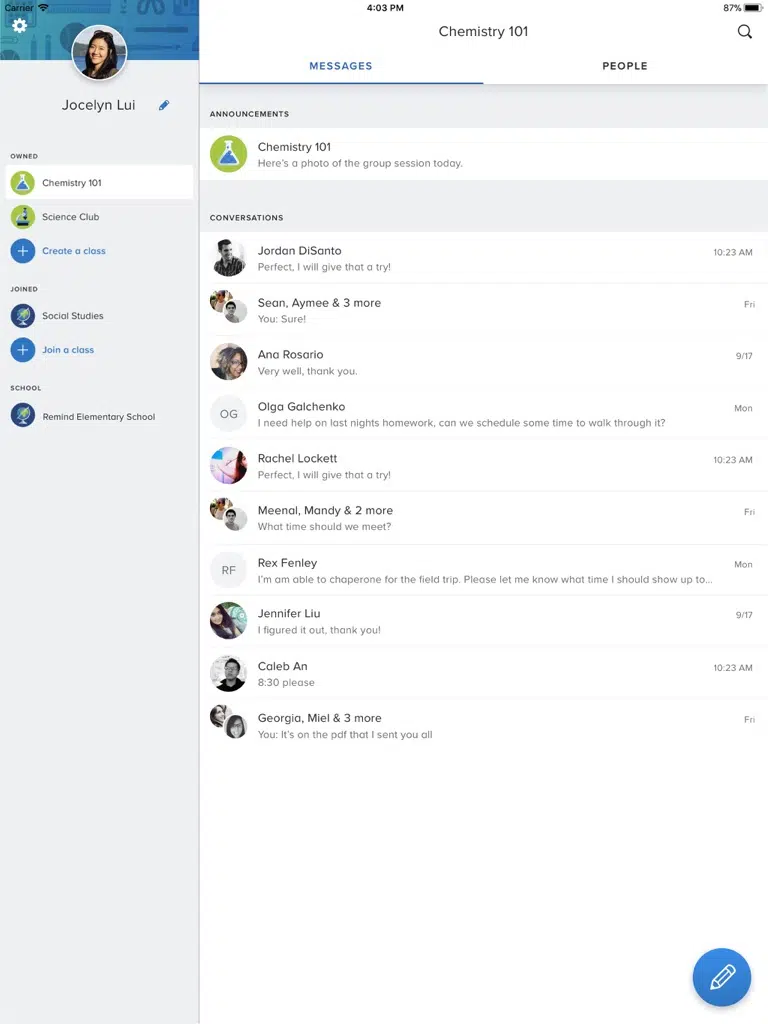 Carrier
4:03 PM
87%
Jocelyn Lui
OWNED
Chemistry 101
Science Club
Create a class
JOINED
Social Studies
Join a class
SCHOOL
Remind Elementary School
Chemistry 101
MESSAGES
PEOPLE
ANNOUNCEMENTS
Chemistry 101
Here's a photo of the group session today.
CONVERSATIONS
Jordan DiSanto
10:23 AM
Perfect, I will give that a try!
Sean, Aymee & 3 more
Fri
You: Sure!
Ana Rosario
9/17
Very well, thank you.
OG
Olga Galchenko
Mon
I need help on last nights homework, can we schedule some time to walk through it?
Rachel Lockett
10:23 AM
Perfect, I will give that a try!
Meenal, Mandy & 2 more
Fri
What time should we meet?
RF
Rex Fenley
Mon
I'm am able to chaperone for the field trip. Please let me know what time I should show up to...
Jennifer Liu
9/17
I figured it out, thank you!
Caleb An
10:23 AM
8:30 please
Georgia, Miel & 3 more
Fri
You: It's on the pdf that I sent you all